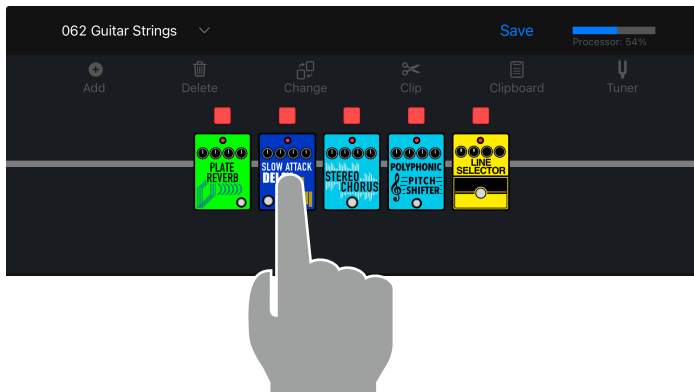 062 Guitar Strings
Save
Processor: 54%
Add
Delete
Change
Clip
Clipboard
Tuner
PLATE
REVERB
SLOW ATTACK
STEREO
CHORUS
POLYPHONIC
PITCH
SHIFTER
LINE
SELECTOR